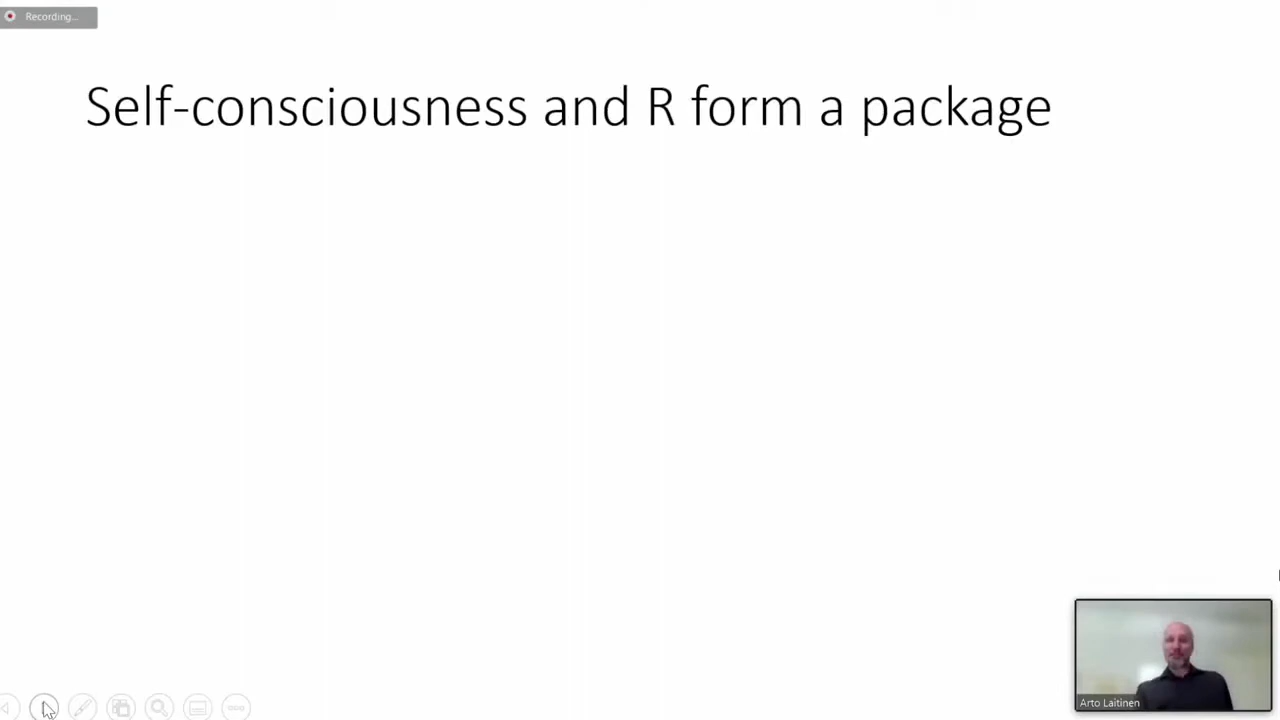 Recording...
Self-consciousness and R form a package
Arto Laitinen